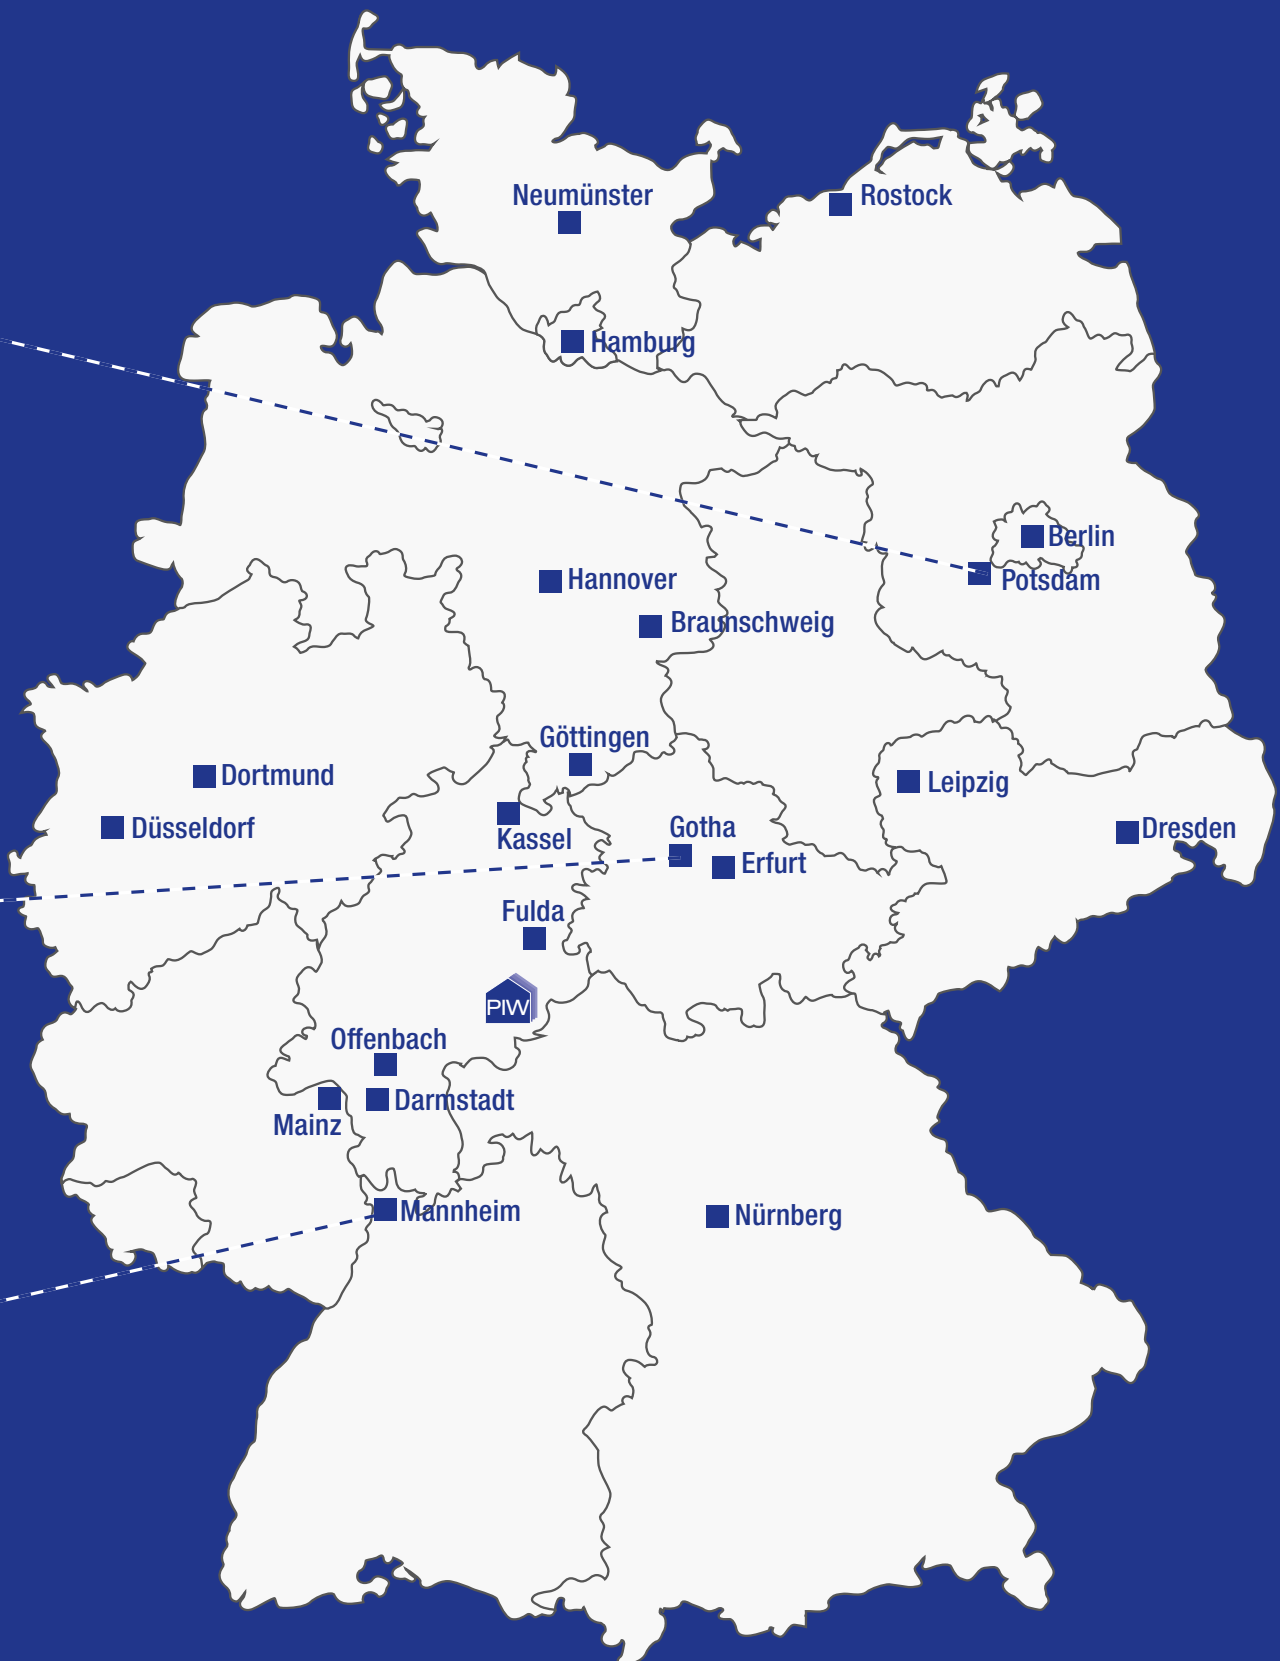 Neumünster
Rostock
Hamburg
Berlin
Potsdam
Hannover
Braunschweig
Göttingen
Dortmund
Leipzig
Düsseldorf
Kassel
Gotha
Dresden
Erfurt
Fulda
PIW
Offenbach
Darmstadt
Mainz
Mannheim
Nürnberg